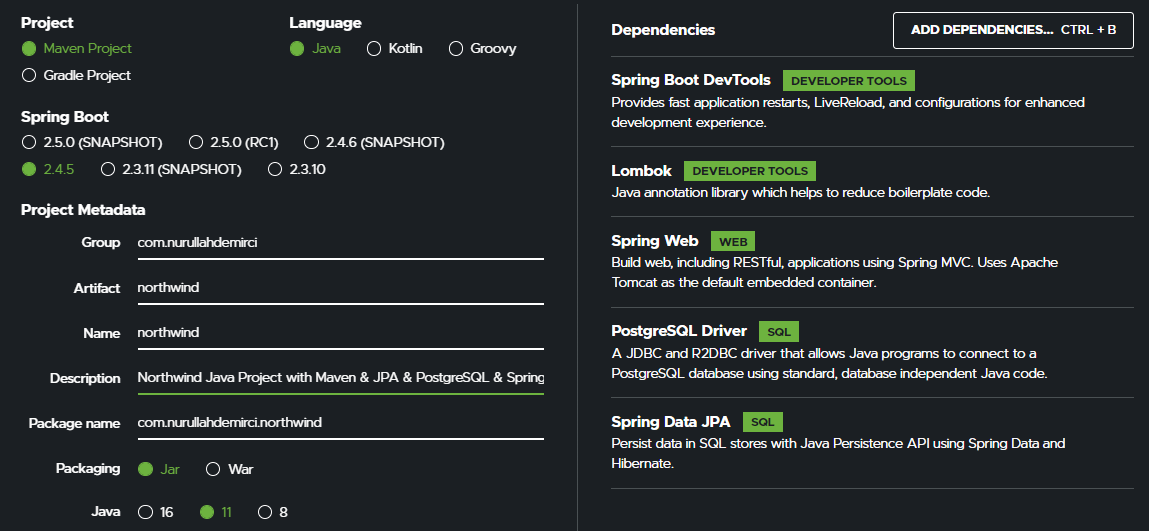 Project
Maven Project
Gradle Project
Language
Java Kotlin Groovy
Spring Boot
2.5.0 (SNAPSHOT) 2.5.0 (RC1) 2.4.6 (SNAPSHOT)
2.4.5 2.3.11 (SNAPSHOT) 2.3.10
Project Metadata
Group com.nurullahdemirci
Artifact northwind
Name northwind
Description Northwind Java Project with Maven & JPA & PostgreSQL & Spring
Package name com.nurullahdemirci.northwind
Packaging Jar War
Java 16 11 8
Dependencies
ADD DEPENDENCIES... CTRL + B
Spring Boot DevTools DEVELOPER TOOLS
Provides fast application restarts, LiveReload, and configurations for enhanced
development experience.
Lombok DEVELOPER TOOLS
Java annotation library which helps to reduce boilerplate code.
Spring Web WEB
Build web, including RESTful, applications using Spring MVC. Uses Apache
Tomcat as the default embedded container.
PostgreSQL Driver SQL
A JDBC and R2DBC driver that allows Java programs to connect to a
PostgreSQL database using standard, database independent Java code.
Spring Data JPA SQL
Persist data in SQL stores with Java Persistence API using Spring Data and
Hibernate.